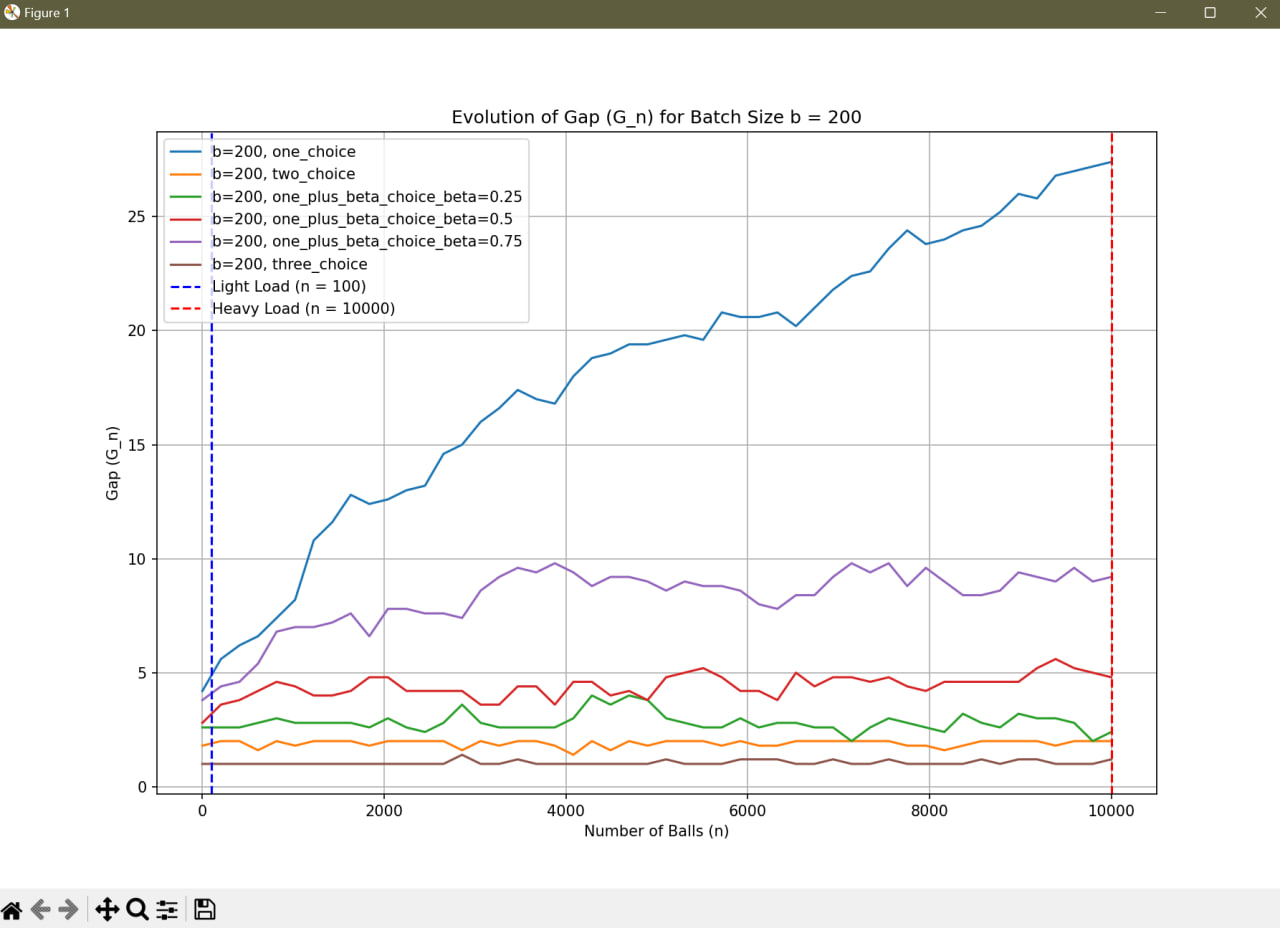 Figure 1
Evolution of Gap (G_n) for Batch Size b = 200
b=200, one_choice
b=200, two_choice
b=200, one_plus_beta_choice_beta=0.25
b=200, one_plus_beta_choice_beta=0.5
b=200, one_plus_beta_choice_beta=0.75
b=200, three_choice
Light Load (n = 100)
Heavy Load (n = 10000)
Gap (G_n)
25
20
15
10
5
0
0 2000 4000 6000 8000 10000
Number of Balls (n)